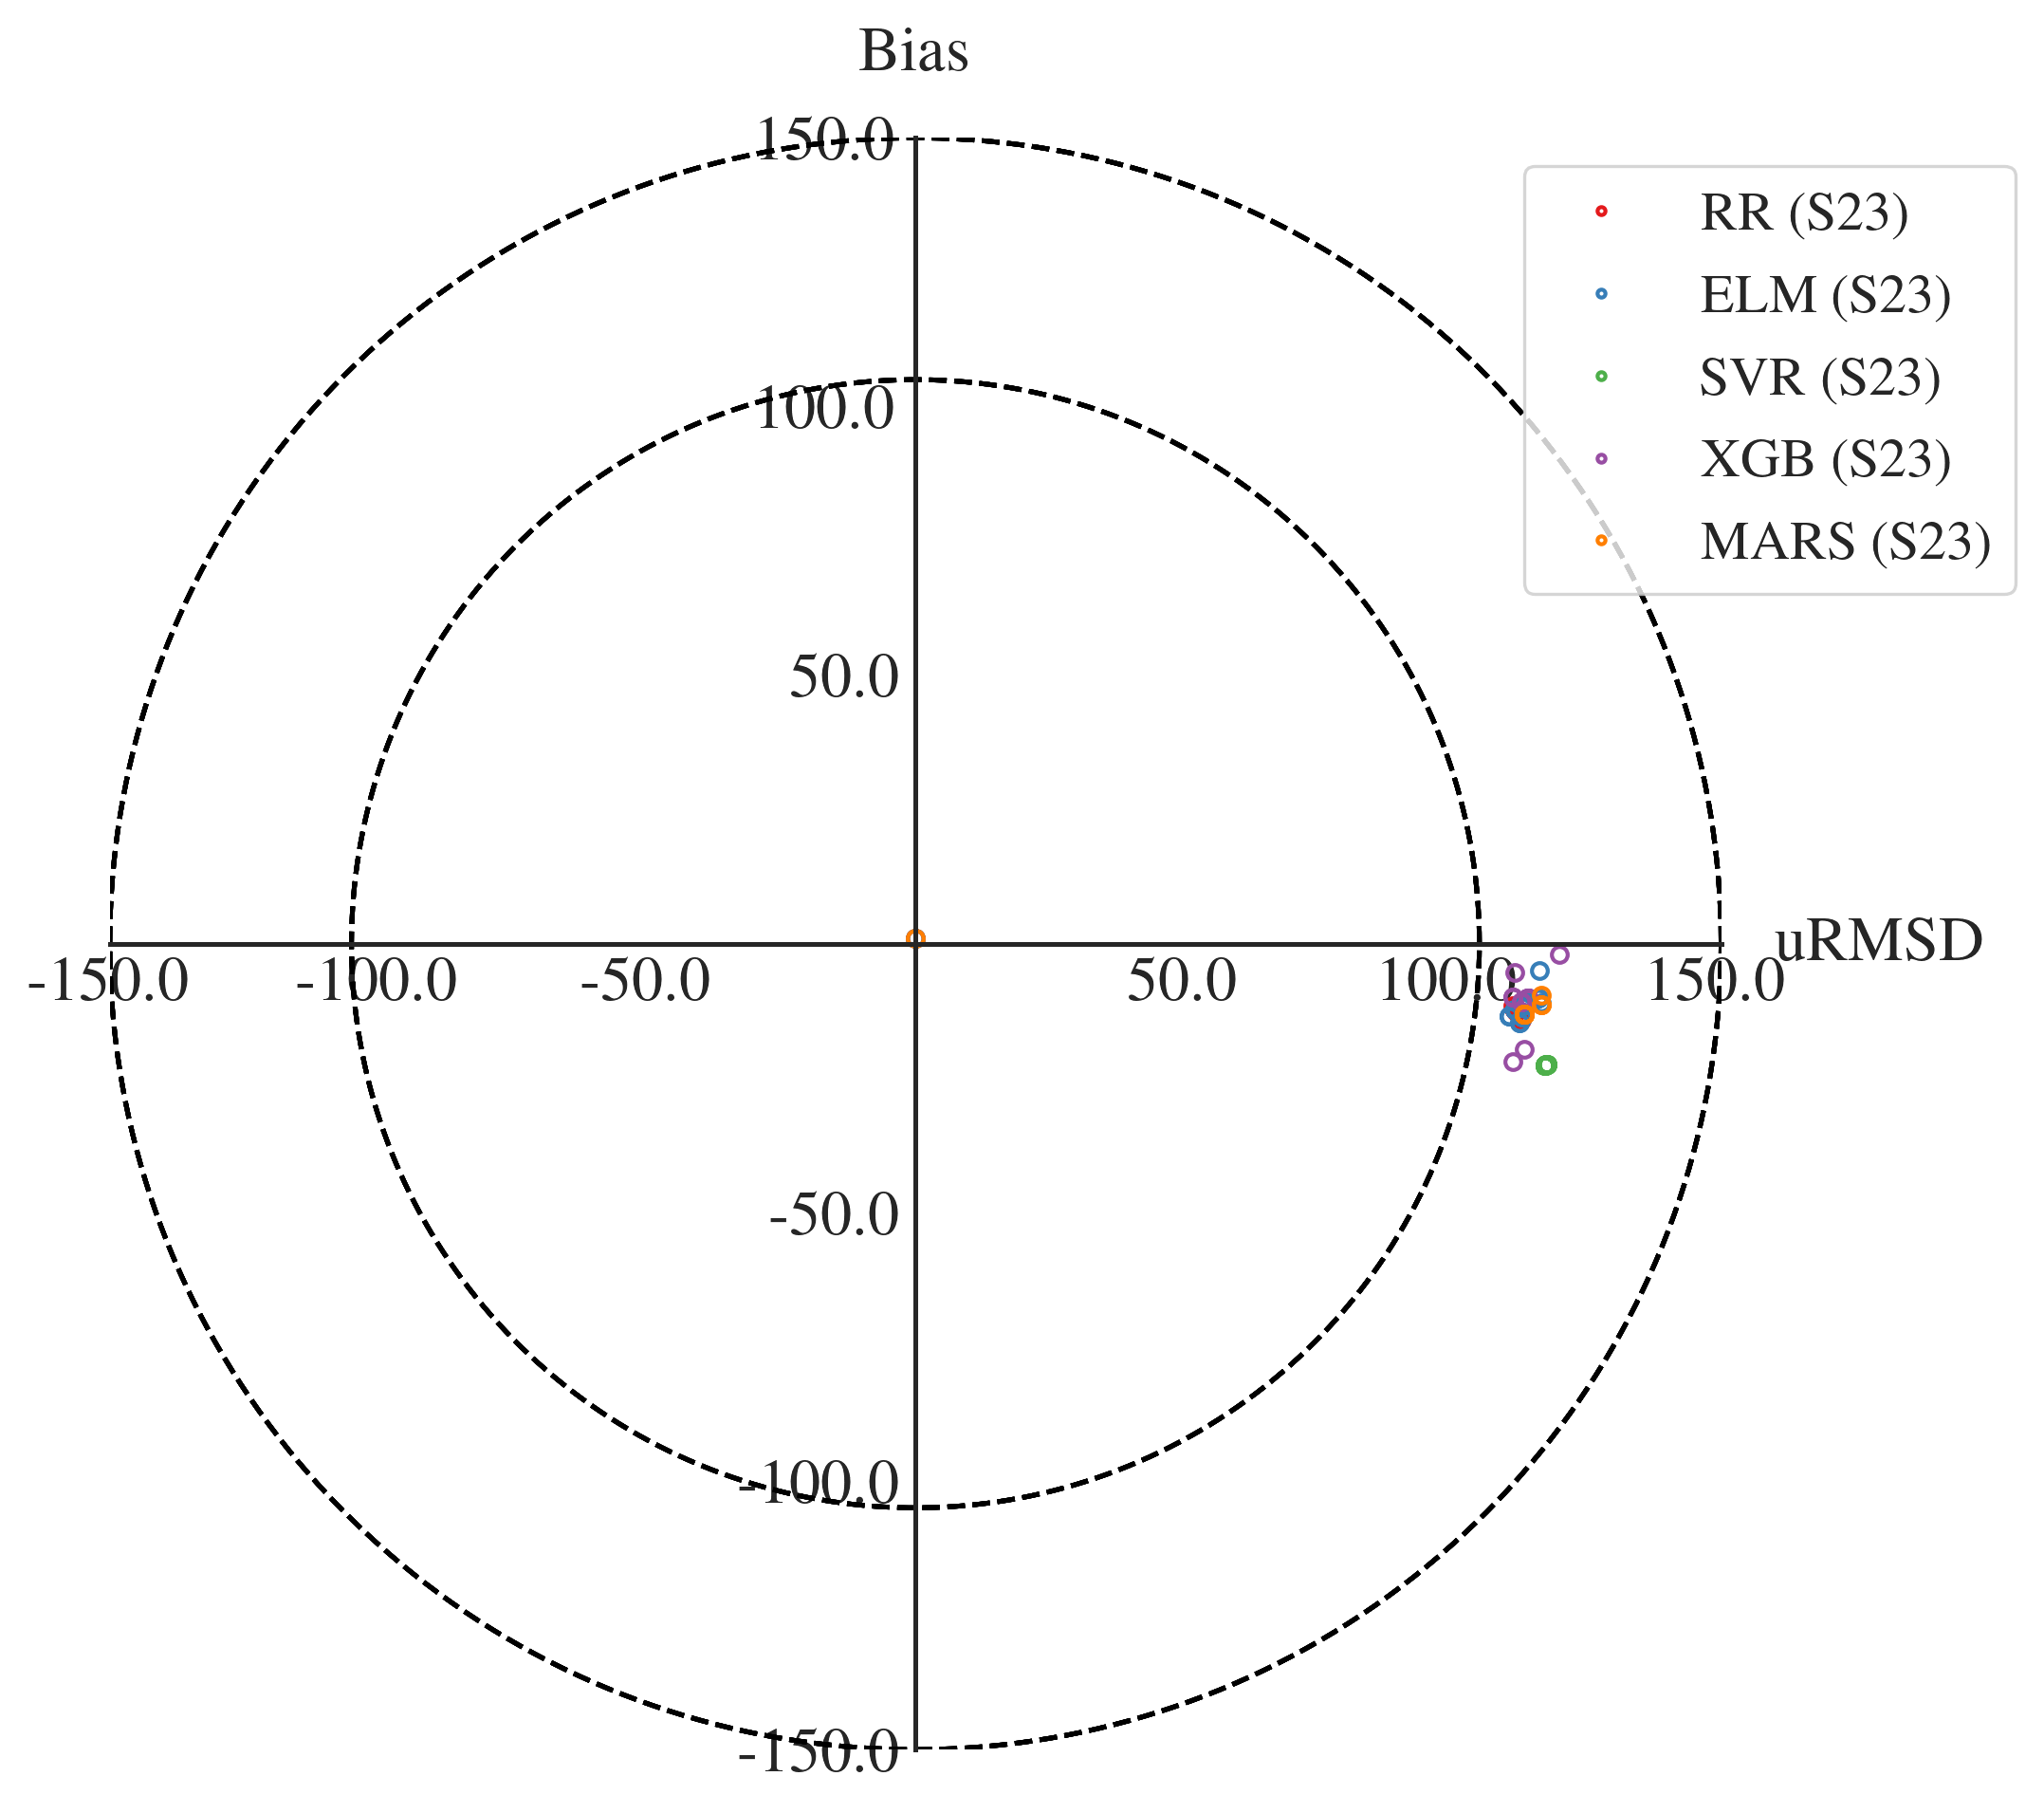 Bias
150.0
RR (S23)
ELM (S23)
100.0
SVR (S23)
XGB (S23)
MARS (S23)
50.0
uRMSD
-150.0 -100.0 -50.0 50.0 100.0 150.0
-50.0
-100.0
-150.0